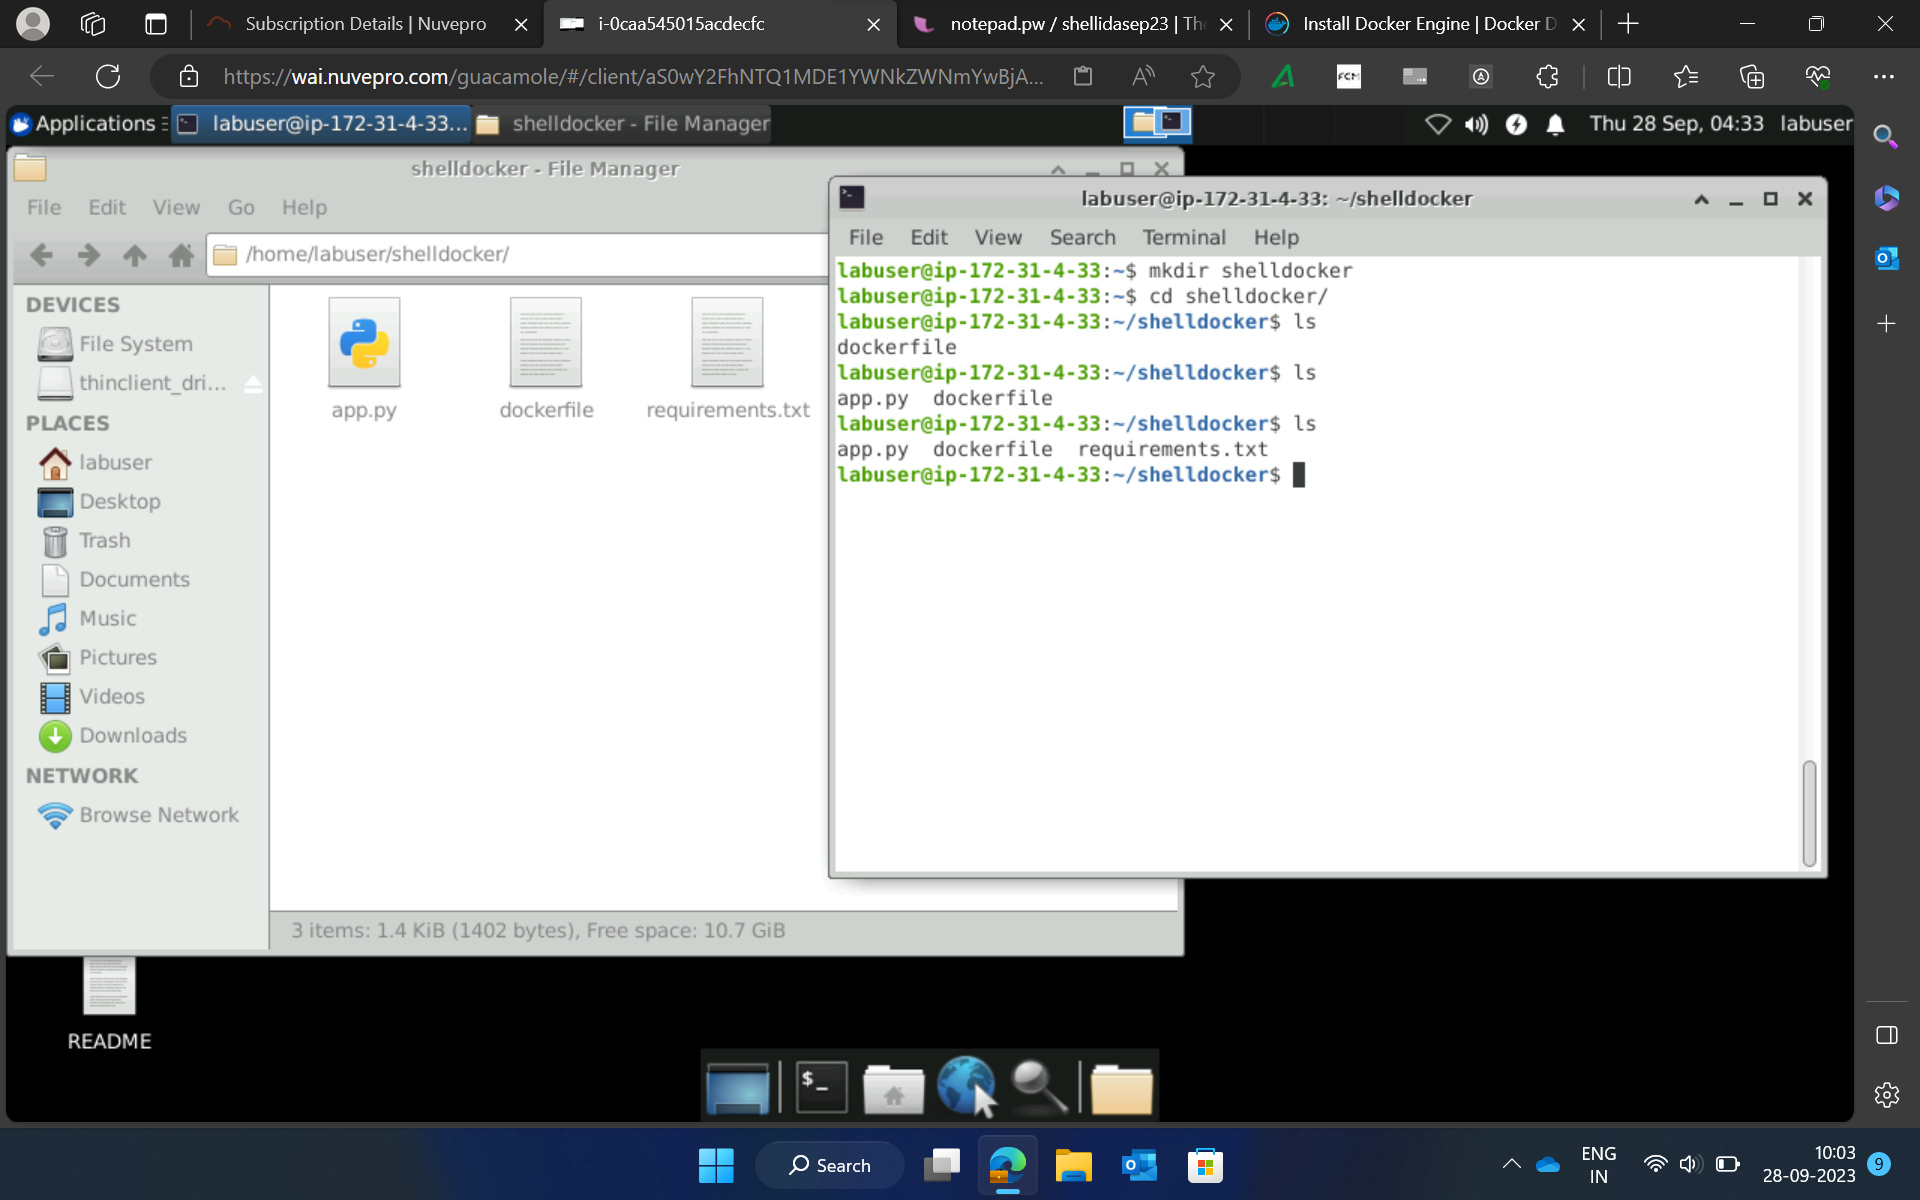 Subscription Details | Nuvepro
i-0caa545015acdecfc
notepad.pw / shellidasep23 | The
Install Docker Engine | Docker D
https://wai.nuvepro.com/guacamole/#/client/aS0wY2FhNTQ1MDE1YWNkZWNmYwBjA...
FCM
Applications
labuser@ip-172-31-4-33...
shelldocker - File Manager
Thu 28 Sep, 04:33
labuser
shelldocker - File Manager
File Edit View Go Help
/home/labuser/shelldocker/
DEVICES
File System
thinclient_dri...
PLACES
labuser
Desktop
Trash
Documents
Music
Pictures
Videos
Downloads
NETWORK
Browse Network
app.py
dockerfile
requirements.txt
3 items: 1.4 KiB (1402 bytes), Free space: 10.7 GiB
labuser@ip-172-31-4-33: ~/shelldocker
File Edit View Search Terminal Help
labuser@ip-172-31-4-33:~$ mkdir shelldocker
labuser@ip-172-31-4-33:~$ cd shelldocker/
labuser@ip-172-31-4-33:~/shelldocker$ ls
dockerfile
labuser@ip-172-31-4-33:~/shelldocker$ ls
app.py  dockerfile
labuser@ip-172-31-4-33:~/shelldocker$ ls
app.py  dockerfile  requirements.txt
labuser@ip-172-31-4-33:~/shelldocker$
README
Search
ENG
IN
10:03
28-09-2023
9